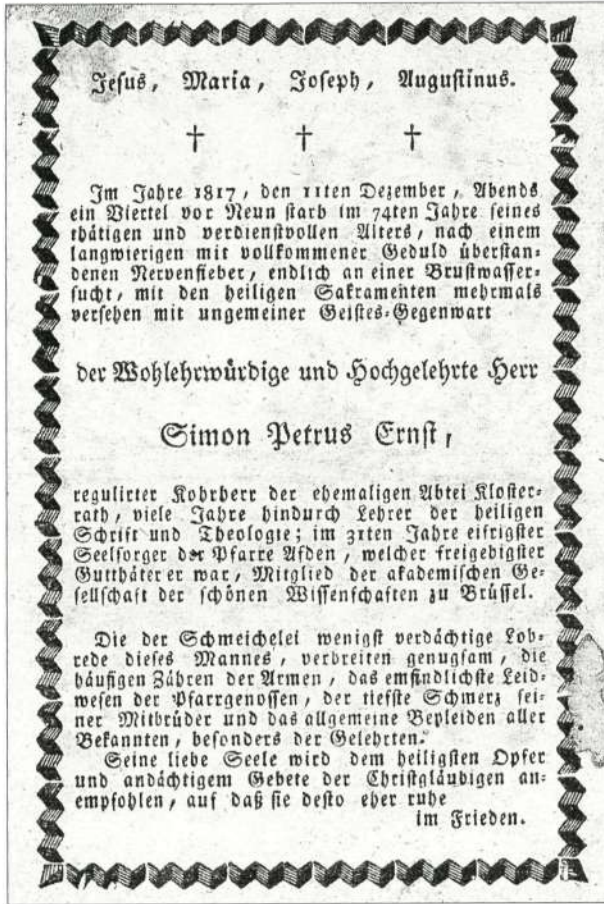 Jesus, Maria, Joseph, Augustinus.
† † †
Im Jahre 1817, den 11ten Dezember, Abends
ein Viertel vor Neun starb im 74ten Jahre seines
thätigen und verdienstvollen Alters, nach einem
langwierigen mit vollkommener Geduld überstan-
denen Nervenfieber, endlich an einer Brustwasser-
sucht, mit den heiligen Sakramenten mehrmals
versehen mit ungemeiner Geistes-Gegenwart
der Wohlehrwürdige und Hochgelehrte Herr
Simon Petrus Ernst,
regulirter Kohrherr der ehemaligen Abtei Kloster-
rath, viele Jahre hindurch Lehrer der heiligen
Schrift und Theologie; im 31ten Jahre eifrigster
Seelsorger der Pfarre Afden, welcher freigebigster
Gutthäter er war, Mitglied der akademischen Ge-
sellschaft der schönen Wissenschaften zu Brüssel.
Die der Schmeichelei wenigst verdächtige Lob-
rede dieses Mannes, verbreiten genugsam, die
häufigen Zähren der Armen, das empfindlichste Leid-
wesen der Pfarrgenossen, der tiefste Schmerz sei-
ner Mitbrüder und das allgemeine Bepleiden aller
Bekannten, besonders der Gelehrten.
Seine liebe Seele wird dem heiligsten Opfer
und andächtigem Gebete der Christgläubigen an-
empfohlen, auf daß sie desto eher ruhe
im Frieden.